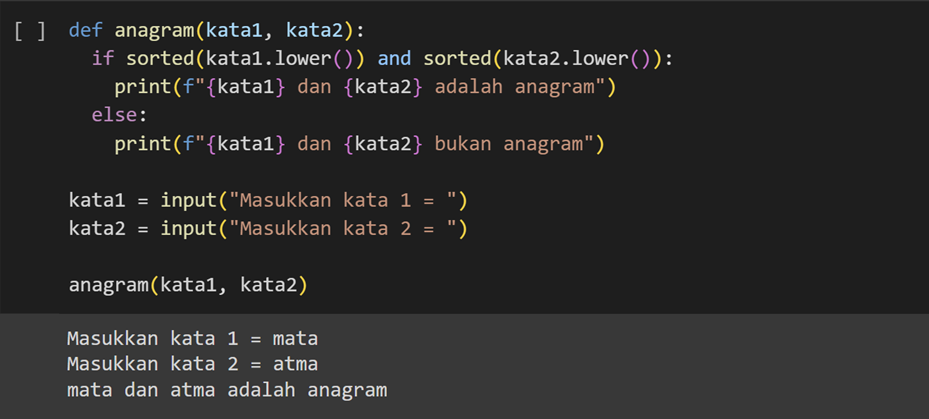 [ ] def anagram(kata1, kata2):
  if sorted(kata1.lower()) and sorted(kata2.lower()):
    print(f"{kata1} dan {kata2} adalah anagram")
  else:
    print(f"{kata1} dan {kata2} bukan anagram")
kata1 = input("Masukkan kata 1 = ")
kata2 = input("Masukkan kata 2 = ")
anagram(kata1, kata2)
Masukkan kata 1 = mata
Masukkan kata 2 = atma
mata dan atma adalah anagram